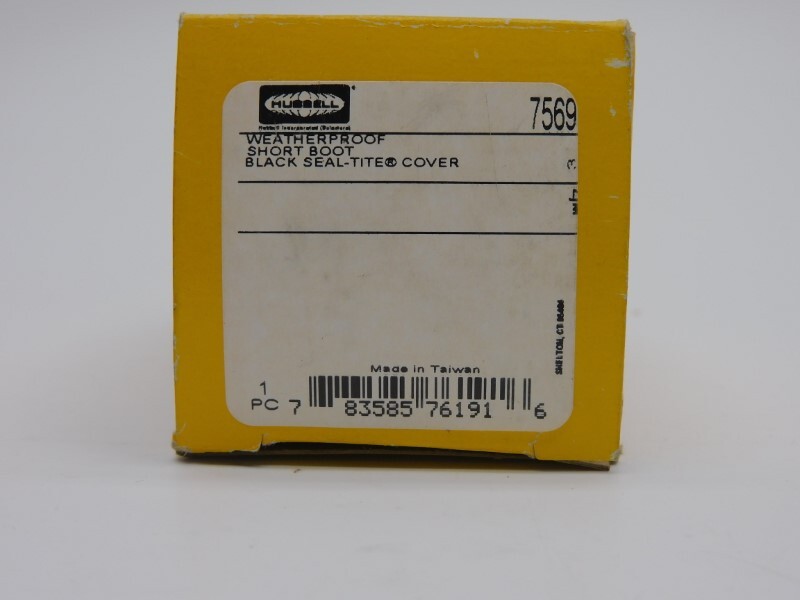 HUBBELL
7569
Hubbell Incorporated (Delaware)
WEATHERPROOF
SHORT BOOT
BLACK SEAL-TITE® COVER
3
Made in Taiwan
SHELTON, CT 06484
1
PC
7 83585 76191 6